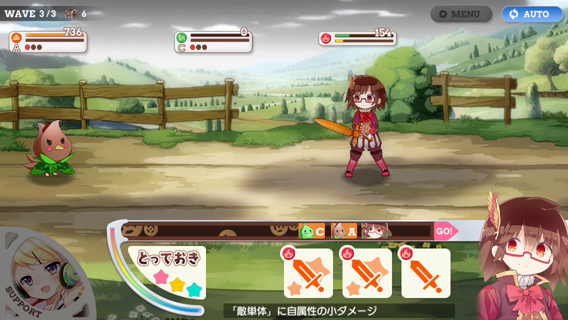 WAVE 3/3 6
MENU
AUTO
736
A
0
C
154
C A GO!
とっておき
SUPPORT
「敵単体」に自属性の小ダメージ